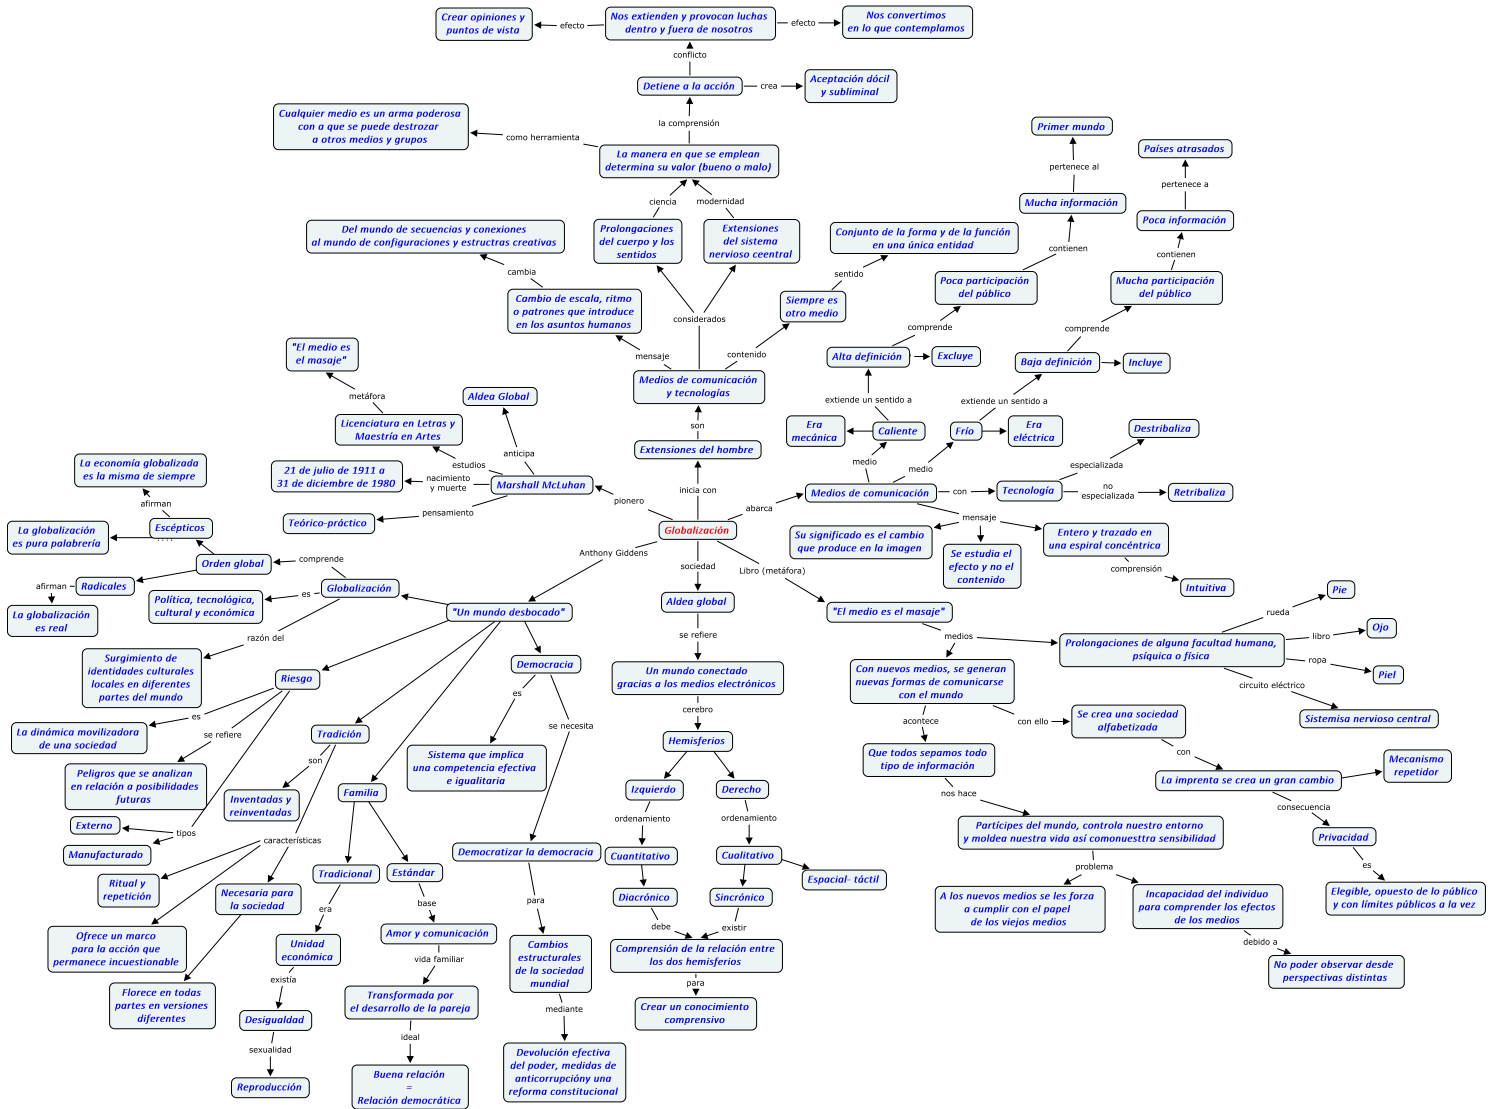 Crear opiniones y
puntos de vista
efecto
Nos extienden y provocan luchas
dentro y fuera de nosotros
efecto
Nos convertimos
en lo que contemplamos
conflicto
Detiene a la acción
crea
Aceptación dócil
y subliminal
Cualquier medio es un arma poderosa
con a que se puede destrozar
a otros medios y grupos
como herramienta
la comprensión
La manera en que se emplean
determina su valor (bueno o malo)
ciencia
modernidad
Prolongaciones
del cuerpo y los
sentidos
Extensiones
del sistema
nervioso ceentral
Del mundo de secuencias y conexiones
al mundo de configuraciones y estructras creativas
cambia
Cambio de escala, ritmo
o patrones que introduce
en los asuntos humanos
mensaje
considerados
contenido
Siempre es
otro medio
sentido
Conjunto de la forma y de la función
en una única entidad
Medios de comunicación
y tecnologías
son
Extensiones del hombre
inicia con
Primer mundo
pertenece al
Mucha información
contienen
Poca participación
del público
comprende
Alta definición
Excluye
extiende un sentido a
Era
mecánica
Caliente
medio
Países atrasados
pertenece a
Poca información
contienen
Mucha participación
del público
comprende
Baja definición
Incluye
extiende un sentido a
Frío
Era
eléctrica
medio
Medios de comunicación
con
Tecnología
especializada
Destribaliza
no
especializada
Retribaliza
mensaje
Su significado es el cambio
que produce en la imagen
Se estudia el
efecto y no el
contenido
Entero y trazado en
una espiral concéntrica
comprensión
Intuitiva
abarca
Globalización
pionero
Marshall McLuhan
"El medio es
el masaje"
metáfora
Licenciatura en Letras y
Maestría en Artes
estudios
Aldea Global
anticipa
21 de julio de 1911 a
31 de diciembre de 1980
nacimiento
y muerte
Teórico-práctico
pensamiento
Anthony Giddens
sociedad
Libro (metáfora)
"Un mundo desbocado"
Globalización
comprende
Orden global
Escépticos
afirman
La economía globalizada
es la misma de siempre
La globalización
es pura palabrería
Radicales
afirman
La globalización
es real
es
Política, tecnológica,
cultural y económica
razón del
Surgimiento de
identidades culturales
locales en diferentes
partes del mundo
Riesgo
es
La dinámica movilizadora
de una sociedad
se refiere
Peligros que se analizan
en relación a posibilidades
futuras
tipos
Externo
Manufacturado
Tradición
son
Inventadas y
reinventadas
características
Ritual y
repetición
Necesaria para
la sociedad
Ofrece un marco
para la acción que
permanece incuestionable
Florece en todas
partes en versiones
diferentes
Familia
Tradicional
era
Unidad
económica
existía
Desigualdad
sexualidad
Reproducción
Estándar
base
Amor y comunicación
vida familiar
Transformada por
el desarrollo de la pareja
ideal
Buena relación
=
Relación democrática
Democracia
es
Sistema que implica
una competencia efectiva
e igualitaria
se necesita
Democratizar la democracia
para
Cambios
estructurales
de la sociedad
mundial
mediante
Devolución efectiva
del poder, medidas de
anticorrupcióny una
reforma constitucional
Aldea global
se refiere
Un mundo conectado
gracias a los medios electrónicos
cerebro
Hemisferios
Izquierdo
ordenamiento
Cuantitativo
Diacrónico
debe
Derecho
ordenamiento
Cualitativo
Espacial- táctil
Sincrónico
existir
Comprensión de la relación entre
los dos hemisferios
para
Crear un conocimiento
comprensivo
"El medio es el masaje"
medios
Prolongaciones de alguna facultad humana,
psíquica o física
rueda
Pie
libro
Ojo
ropa
Piel
circuito eléctrico
Sistemisa nervioso central
Con nuevos medios, se generan
nuevas formas de comunicarse
con el mundo
con ello
Se crea una sociedad
alfabetizada
con
La imprenta se crea un gran cambio
Mecanismo
repetidor
consecuencia
Privacidad
es
Elegible, opuesto de lo público
y con límites públicos a la vez
acontece
Que todos sepamos todo
tipo de información
nos hace
Partícipes del mundo, controla nuestro entorno
y moldea nuestra vida así comonuesttra sensibilidad
problema
A los nuevos medios se les forza
a cumplir con el papel
de los viejos medios
Incapacidad del individuo
para comprender los efectos
de los medios
debido a
No poder observar desde
perspectivas distintas